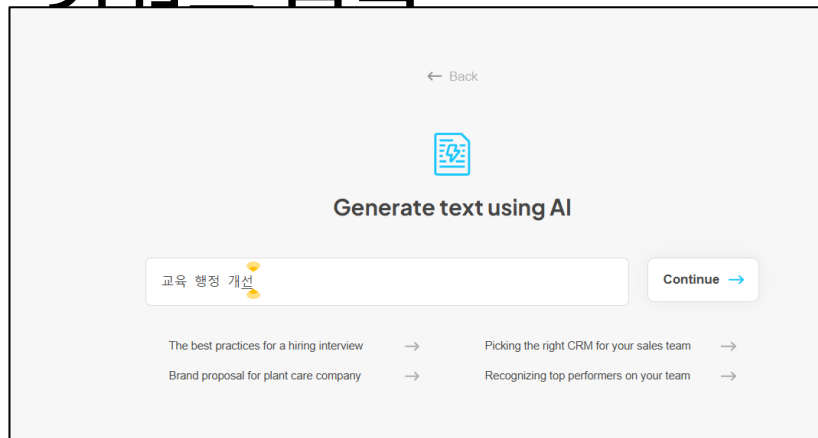 ← Back
Generate text using AI
교육 행정 개선
Continue →
The best practices for a hiring interview →
Picking the right CRM for your sales team →
Brand proposal for plant care company →
Recognizing top performers on your team →